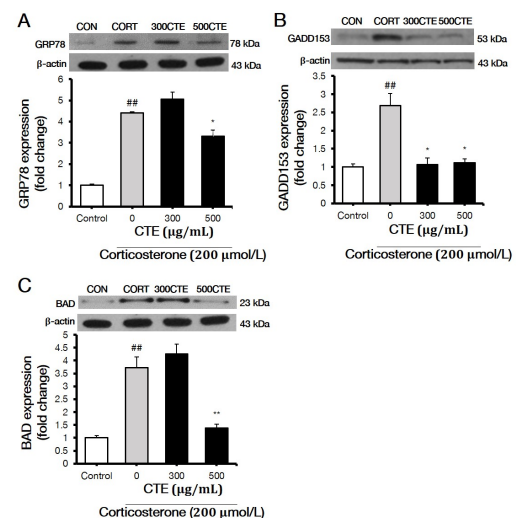 A
CON CORT 300CTE 500CTE
GRP78 78 kDa
β-actin 43 kDa
GRP78 expression
(fold change)
6
5
4
3
2
1
0
##
*
Control 0 300 500
CTE (μg/mL)
Corticosterone (200 μmol/L)
B
CON CORT 300CTE 500CTE
GADD153 53 kDa
β-actin 43 kDa
GADD153 expression
(fold change)
3.5
3
2.5
2
1.5
1
0.5
0
##
* *
Control 0 300 500
CTE (μg/mL)
Corticosterone (200 μmol/L)
C
CON CORT 300CTE 500CTE
BAD 23 kDa
β-actin 43 kDa
BAD expression
(fold change)
5
4.5
4
3.5
3
2.5
2
1.5
1
0.5
0
##
**
Control 0 300 500
CTE (μg/mL)
Corticosterone (200 μmol/L)